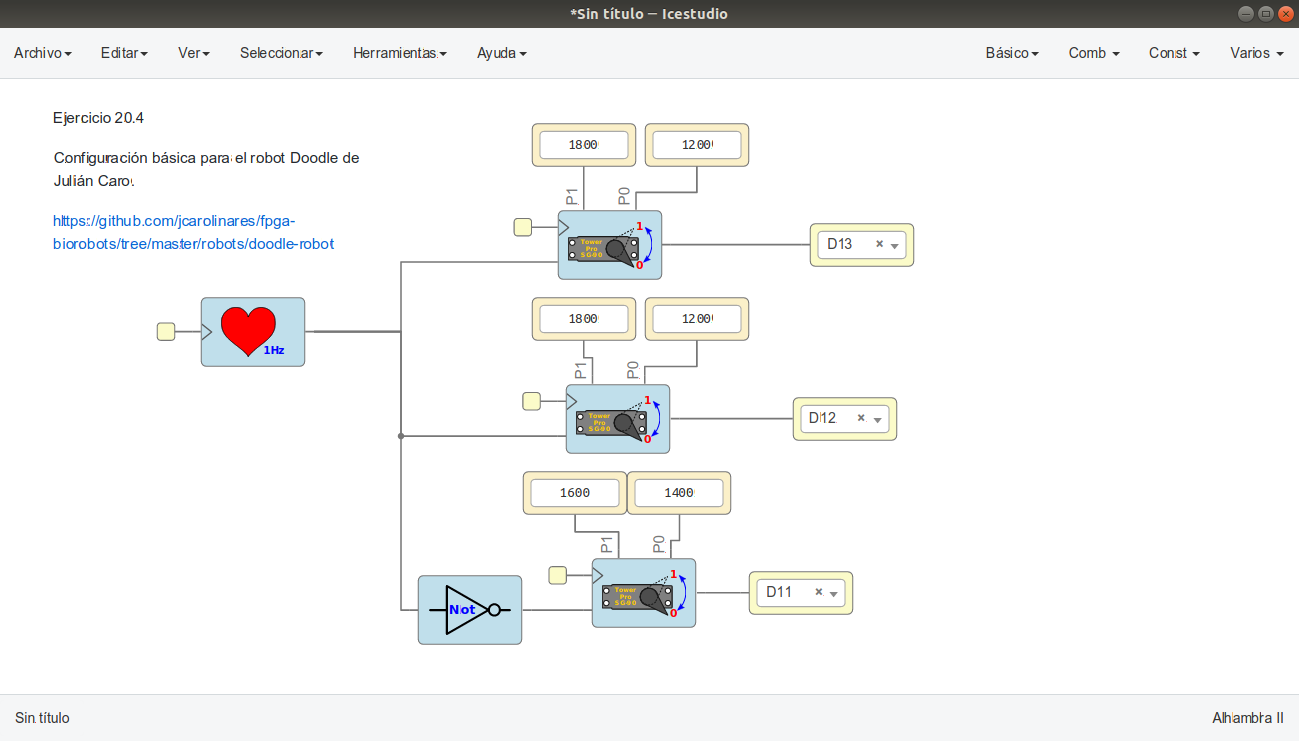 *Sin título — Icestudio
Archivo Editar Ver Seleccionar Herramientas Ayuda Básico Comb Const Varios
Ejercicio 20.4
Configuración básica para el robot Doodle de
Julián Caro.
https://github.com/jcarolinares/fpga-
biorobots/tree/master/robots/doodle-robot
1800 1200
P1 P0
Tower
Pro
SG90
1
0
D13 ×
1Hz
1800 1200
P1 P0
Tower
Pro
SG90
1
0
D12 ×
1600 1400
P1 P0
Tower
Pro
SG90
1
0
D11 ×
Not
Sin título Alhambra II